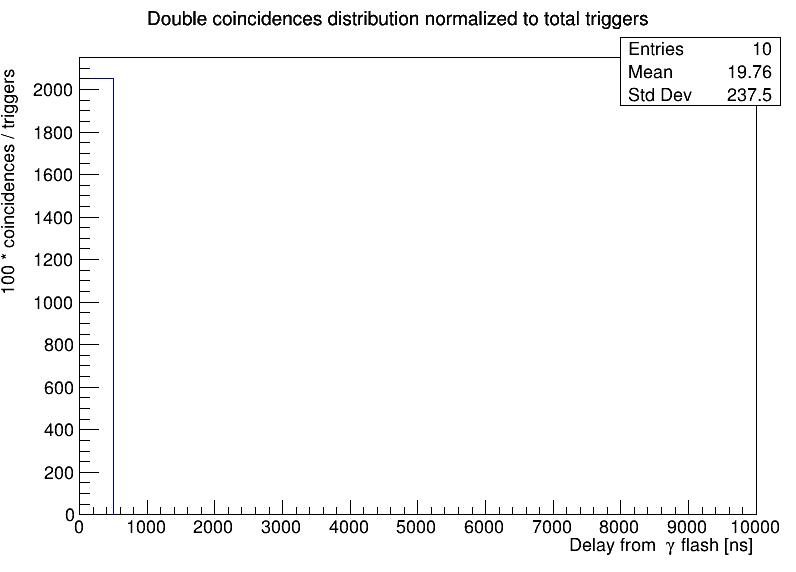 Double coincidences distribution normalized to total triggers
Entries 10
Mean 19.76
Std Dev 237.5
100 * coincidences / triggers
2000
1800
1600
1400
1200
1000
800
600
400
200
0
0 1000 2000 3000 4000 5000 6000 7000 8000 9000 10000
Delay from γ flash [ns]